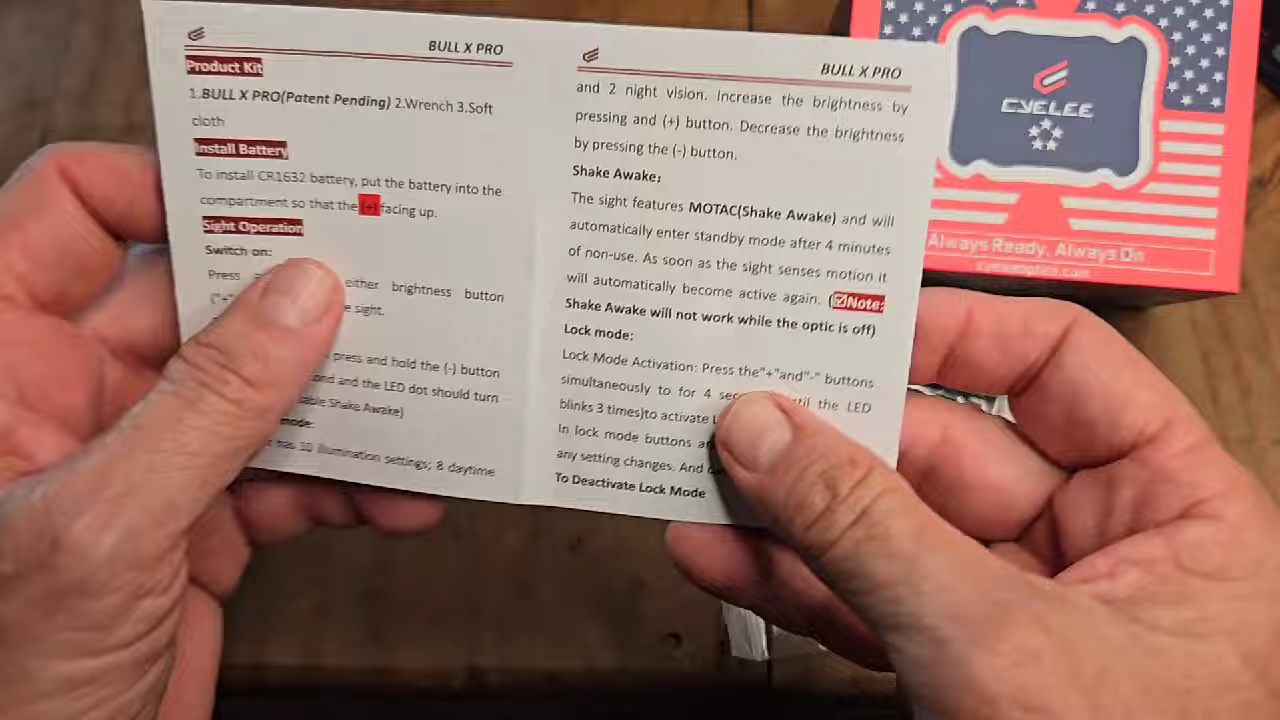 BULL X PRO
Product Kit
1.BULL X PRO(Patent Pending) 2.Wrench 3.Soft
cloth
Install Battery
To install CR1632 battery, put the battery into the
compartment so that the (+) facing up.
Sight Operation
Switch on:
Press either brightness button
("+" e sight.
press and hold the (-) button
ond and the LED dot should turn
able Shake Awake)
mode:
has 10 illumination settings; 8 daytime
BULL X PRO
and 2 night vision. Increase the brightness by
pressing and (+) button. Decrease the brightness
by pressing the (-) button.
Shake Awake;
The sight features MOTAC(Shake Awake) and will
automatically enter standby mode after 4 minutes
of non-use. As soon as the sight senses motion it
will automatically become active again. (☑Note:
Shake Awake will not work while the optic is off)
Lock mode:
Lock Mode Activation: Press the"+"and"-" buttons
simultaneously to for 4 sec til the LED
blinks 3 times)to activate
In lock mode buttons
any setting changes. And
To Deactivate Lock Mode
CYELEE
Always Ready, Always On
cyeleeoptics.com